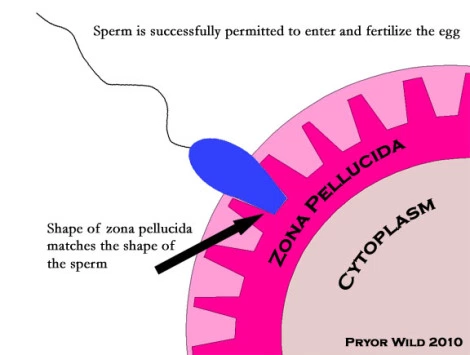 Sperm is successfully permitted to enter and fertilize the egg
Zona Pellucida
Cytoplasm
Shape of zona pellucida
matches the shape of
the sperm
Pryor Wild 2010